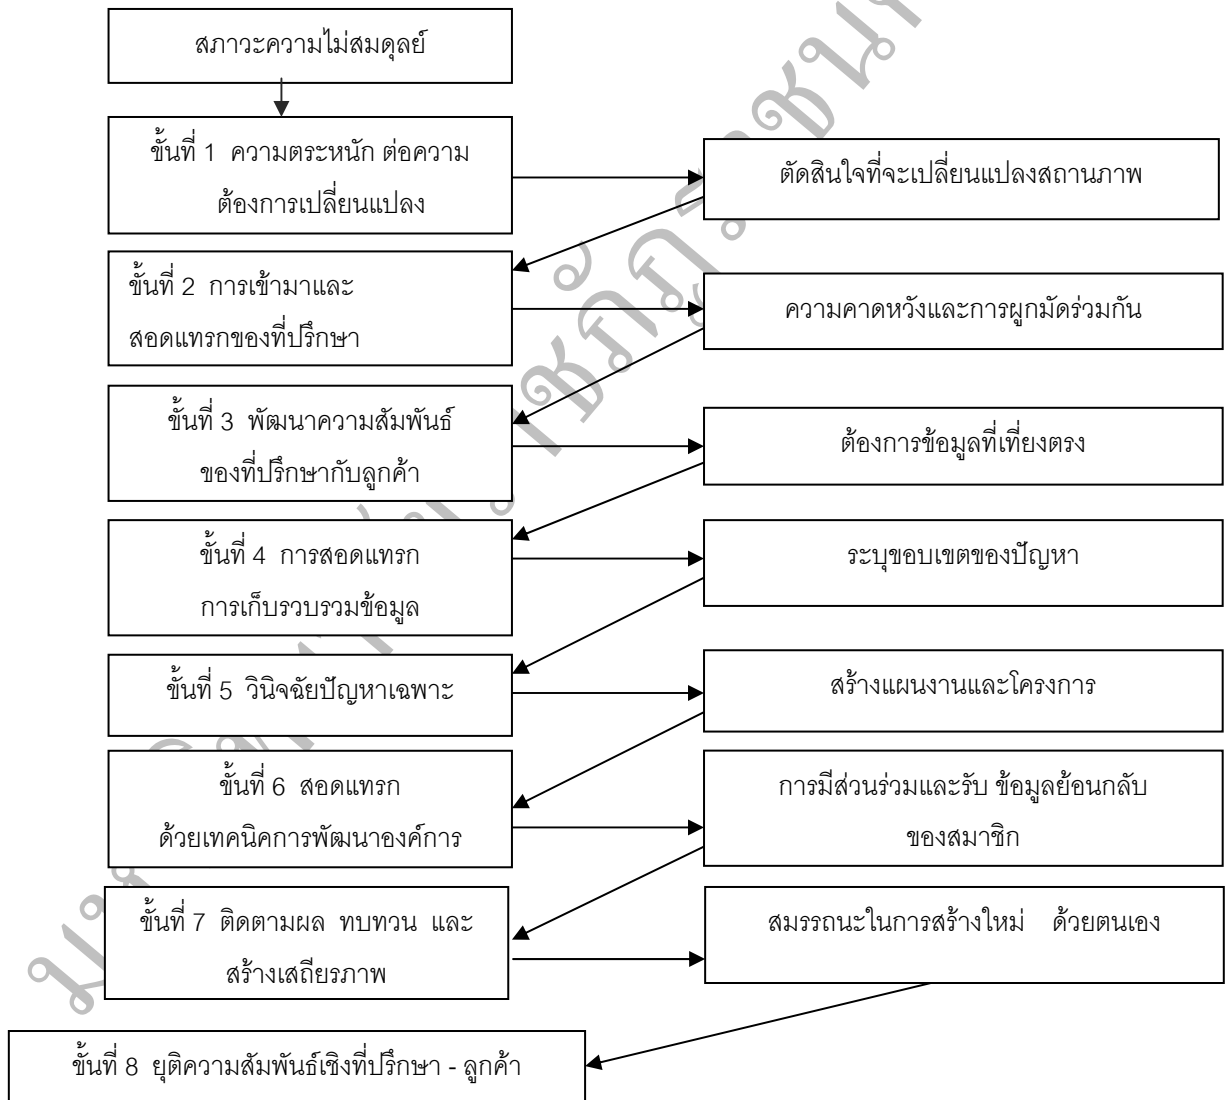 สภาวะความไม่สมดุลย์
ขั้นที่ 1 ความตระหนัก ต่อความ
ต้องการเปลี่ยนแปลง
ตัดสินใจที่จะเปลี่ยนแปลงสถานภาพ
ขั้นที่ 2 การเข้ามาและ
สอดแทรกของที่ปรึกษา
ความคาดหวังและการผูกมัดร่วมกัน
ขั้นที่ 3 พัฒนาความสัมพันธ์
ของที่ปรึกษากับลูกค้า
ต้องการข้อมูลที่เที่ยงตรง
ขั้นที่ 4 การสอดแทรก
การเก็บรวบรวมข้อมูล
ระบุขอบเขตของปัญหา
ขั้นที่ 5 วินิจฉัยปัญหาเฉพาะ
สร้างแผนงานและโครงการ
ขั้นที่ 6 สอดแทรก
ด้วยเทคนิคการพัฒนาองค์การ
การมีส่วนร่วมและรับ ข้อมูลย้อนกลับ
ของสมาชิก
ขั้นที่ 7 ติดตามผล ทบทวน และ
สร้างเสถียรภาพ
สมรรถนะในการสร้างใหม่ ด้วยตนเอง
ขั้นที่ 8 ยุติความสัมพันธ์เชิงที่ปรึกษา - ลูกค้า